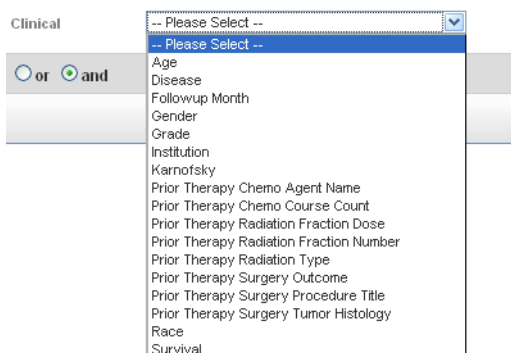 Clinical
-- Please Select --
-- Please Select --
or and
Age
Disease
Followup Month
Gender
Grade
Institution
Karnofsky
Prior Therapy Chemo Agent Name
Prior Therapy Chemo Course Count
Prior Therapy Radiation Fraction Dose
Prior Therapy Radiation Fraction Number
Prior Therapy Radiation Type
Prior Therapy Surgery Outcome
Prior Therapy Surgery Procedure Title
Prior Therapy Surgery Tumor Histology
Race
Survival